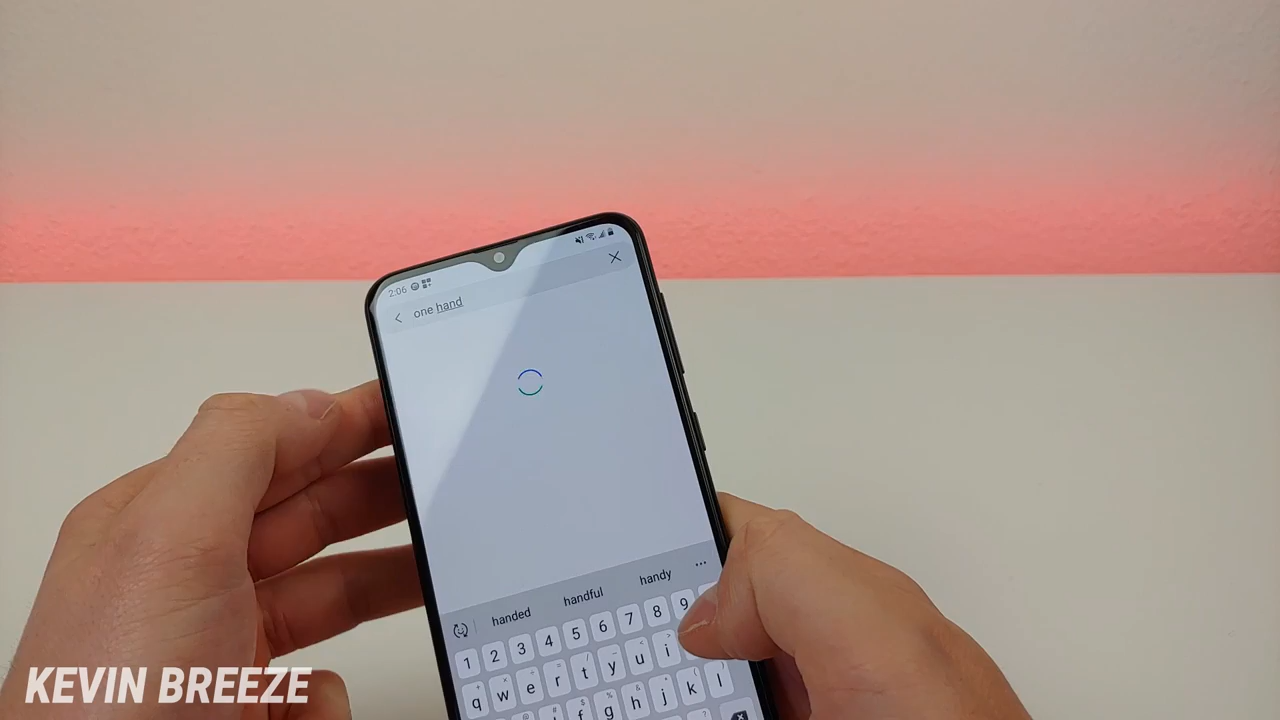 2:06
one hand
handed handful handy ...
1 2 3 4 5 6 7 8 9
q w e r t y u i
f g h j k l
KEVIN BREEZE